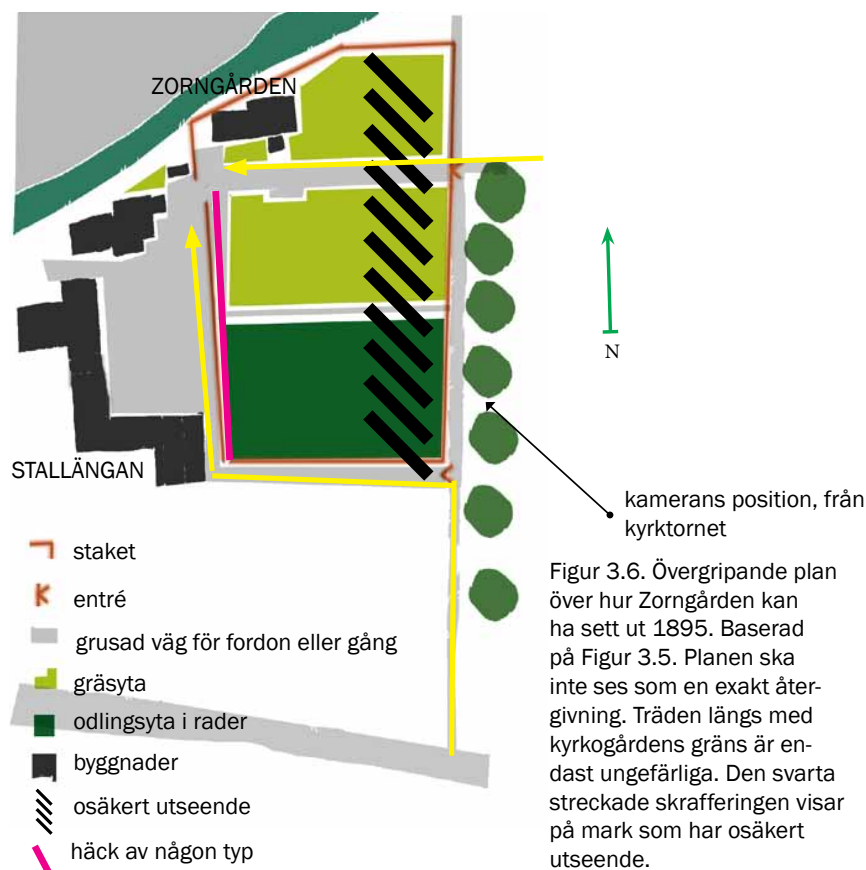 ZORNGÅRDEN
N
STALLÄNGAN
kamerans position, från
kyrktornet
staket
entré
grusad väg för fordon eller gång
gräsyta
odlingsyta i rader
byggnader
osäkert utseende
häck av någon typ
Figur 3.6. Övergripande plan
över hur Zorngården kan
ha sett ut 1895. Baserad
på Figur 3.5. Planen ska
inte ses som en exakt åter-
givning. Träden längs med
kyrkogårdens gräns är en-
dast ungefärliga. Den svarta
streckade skrafferingen visar
på mark som har osäkert
utseende.